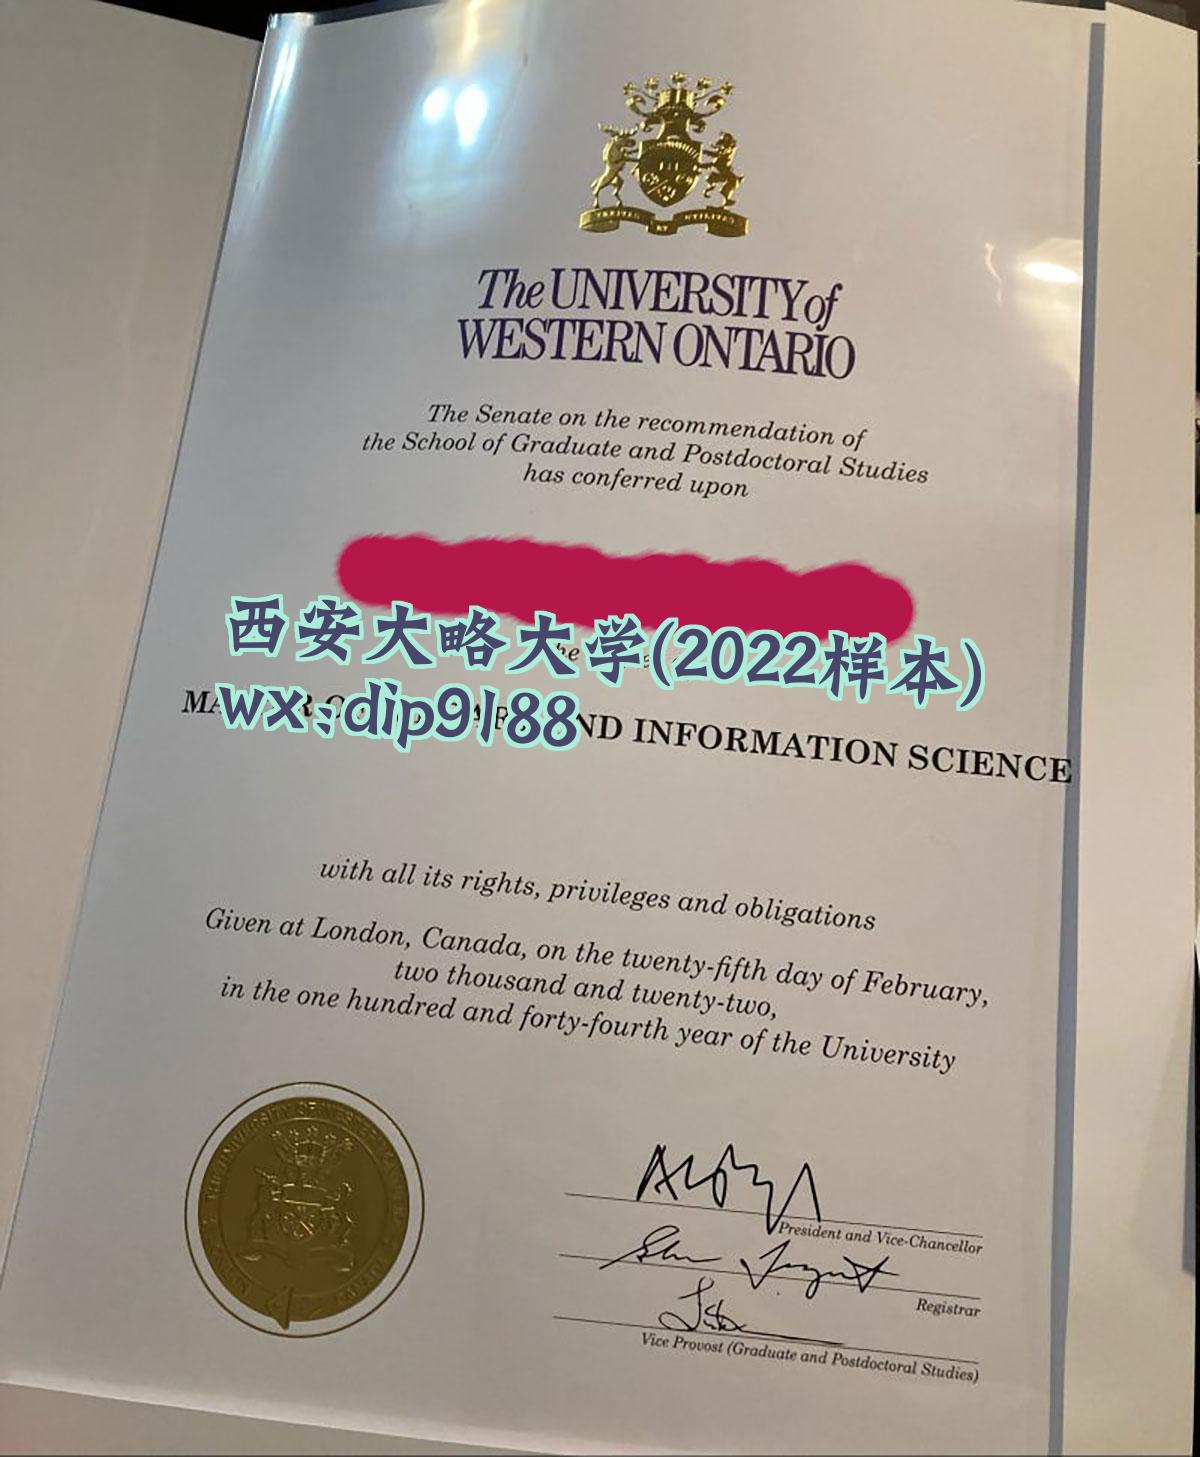 The UNIVERSITY of
WESTERN ONTARIO
The Senate on the recommendation of
the School of Graduate and Postdoctoral Studies
has conferred upon
西安大略大学(2022样本)
wx:dip9188
INFORMATION SCIENCE
with all its rights, privileges and obligations
Given at London, Canada, on the twenty-fifth day of February,
two thousand and twenty-two,
in the one hundred and forty-fourth year of the University
President and Vice-Chancellor
Registrar
Vice Provost (Graduate and Postdoctoral Studies)